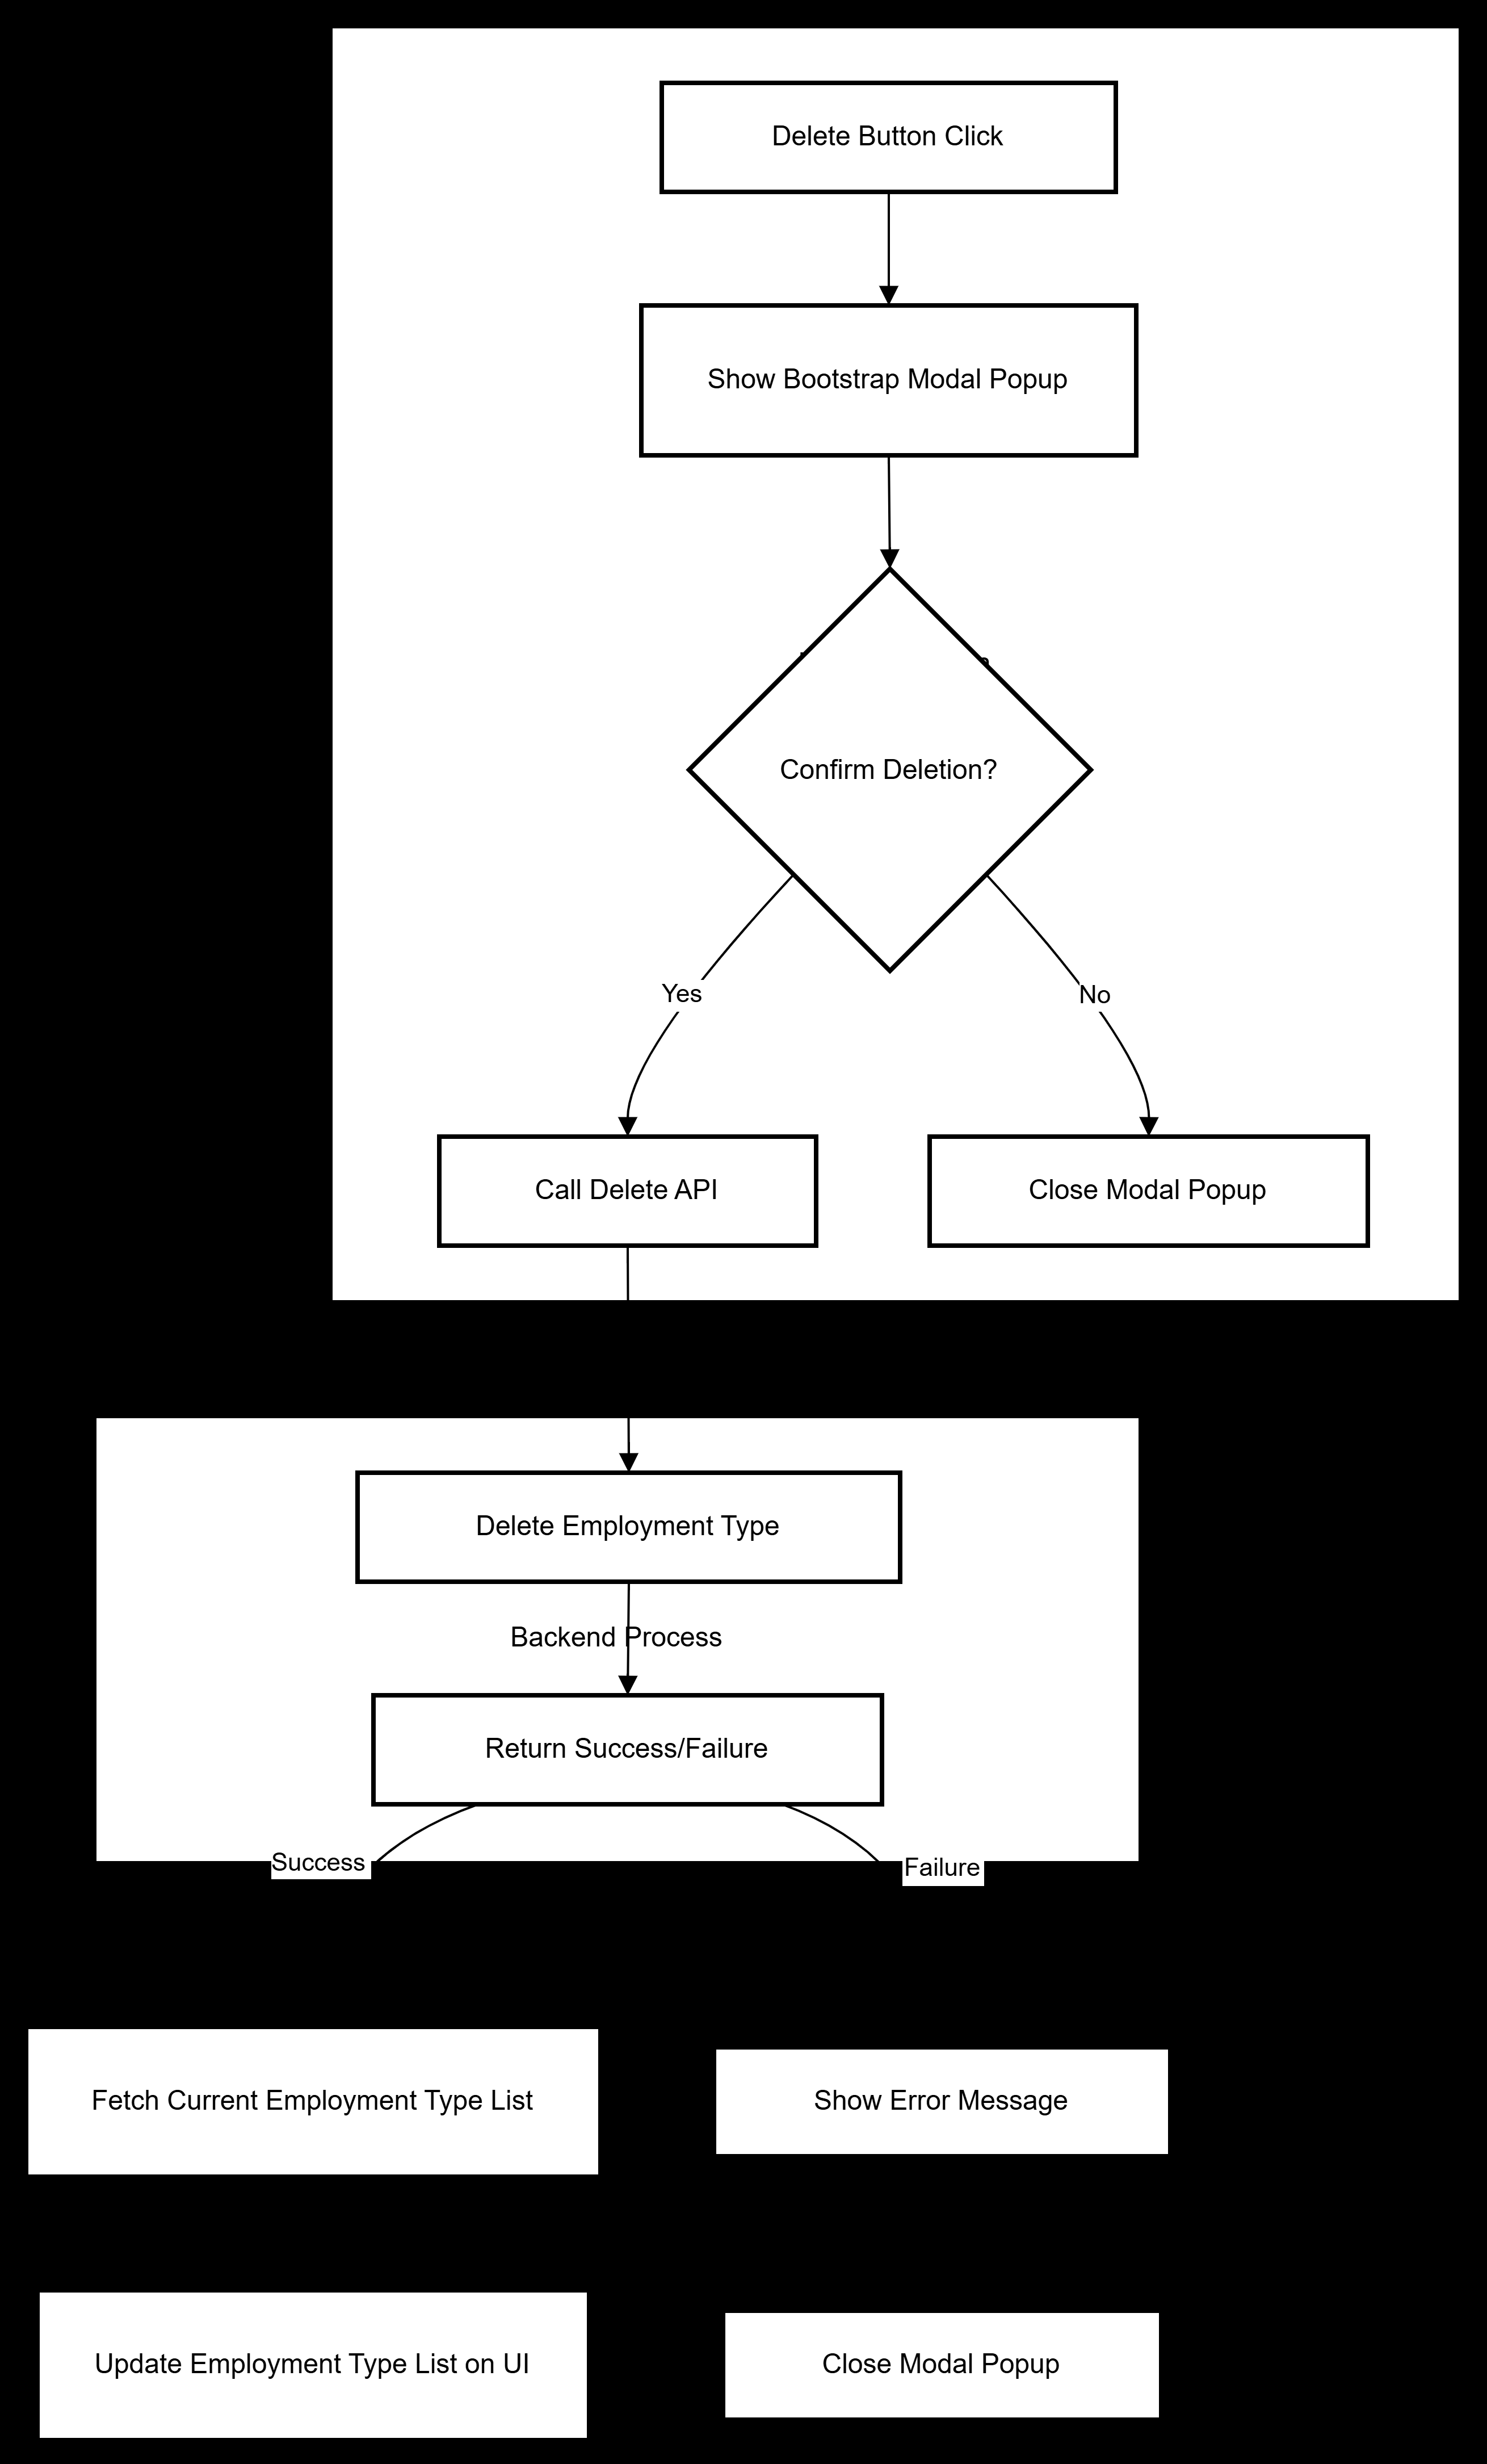 Delete Button Click
Show Bootstrap Modal Popup
Confirm Deletion?
Yes
No
Call Delete API
Close Modal Popup
Delete Employment Type
Backend Process
Return Success/Failure
Success
Failure
Fetch Current Employment Type List
Show Error Message
Update Employment Type List on UI
Close Modal Popup